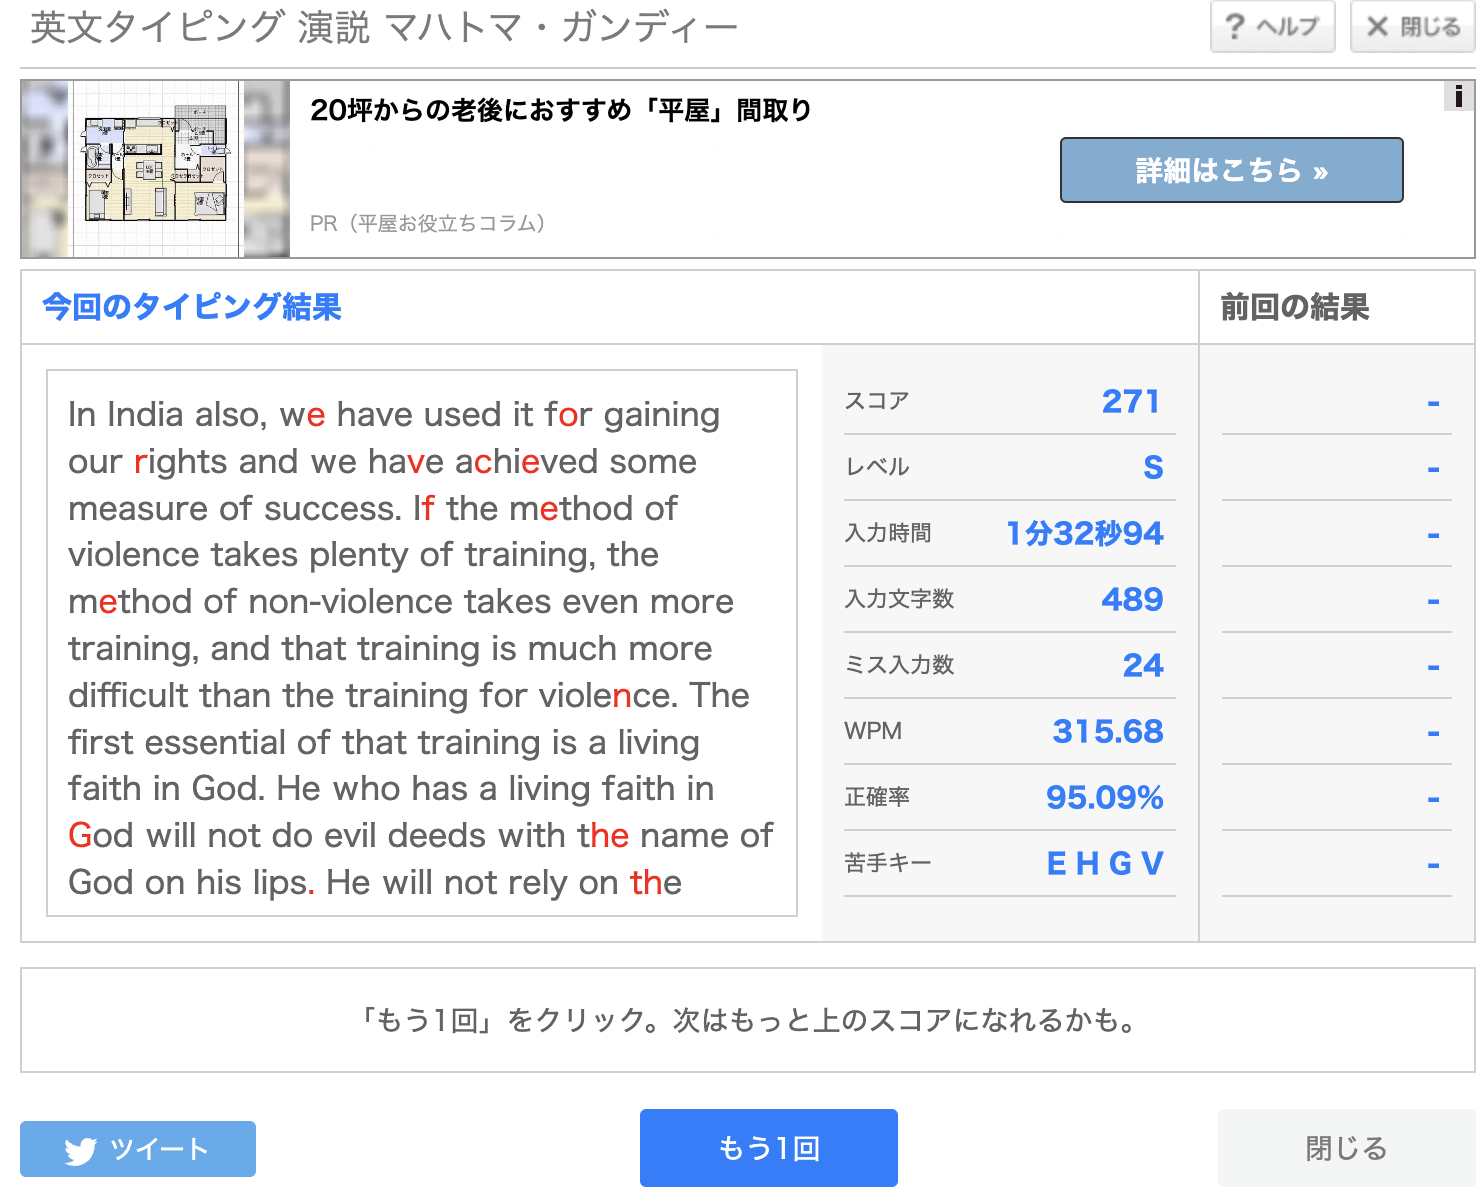 英文タイピング 演説 マハトマ・ガンディー
? ヘルプ
× 閉じる
20坪からの老後におすすめ「平屋」間取り
詳細はこちら »
PR（平屋お役立ちコラム）
今回のタイピング結果
前回の結果
In India also, we have used it for gaining
our rights and we have achieved some
measure of success. If the method of
violence takes plenty of training, the
method of non-violence takes even more
training, and that training is much more
difficult than the training for violence. The
first essential of that training is a living
faith in God. He who has a living faith in
God will not do evil deeds with the name of
God on his lips. He will not rely on the
スコア 271 -
レベル S -
入力時間 1分32秒94 -
入力文字数 489 -
ミス入力数 24 -
WPM 315.68 -
正確率 95.09% -
苦手キー E H G V -
「もう1回」をクリック。次はもっと上のスコアになれるかも。
ツイート
もう1回
閉じる